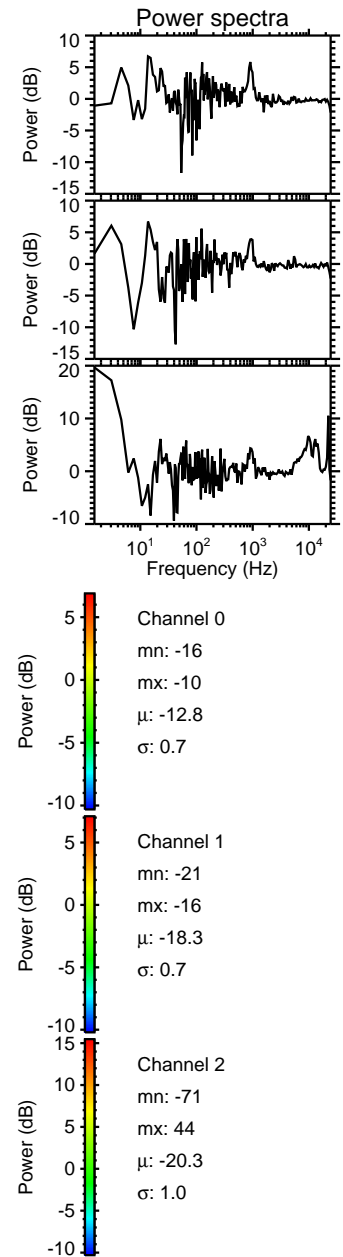 Power spectra
10
5
0
-5
-10
-15
Power (dB)
10
5
0
-5
-10
-15
Power (dB)
20
10
0
-10
Power (dB)
10¹ 10² 10³ 10⁴
Frequency (Hz)
5
0
-5
-10
Power (dB)
Channel 0
mn: -16
mx: -10
μ: -12.8
σ: 0.7
5
0
-5
-10
Power (dB)
Channel 1
mn: -21
mx: -16
μ: -18.3
σ: 0.7
15
10
5
0
-5
-10
Power (dB)
Channel 2
mn: -71
mx: 44
μ: -20.3
σ: 1.0